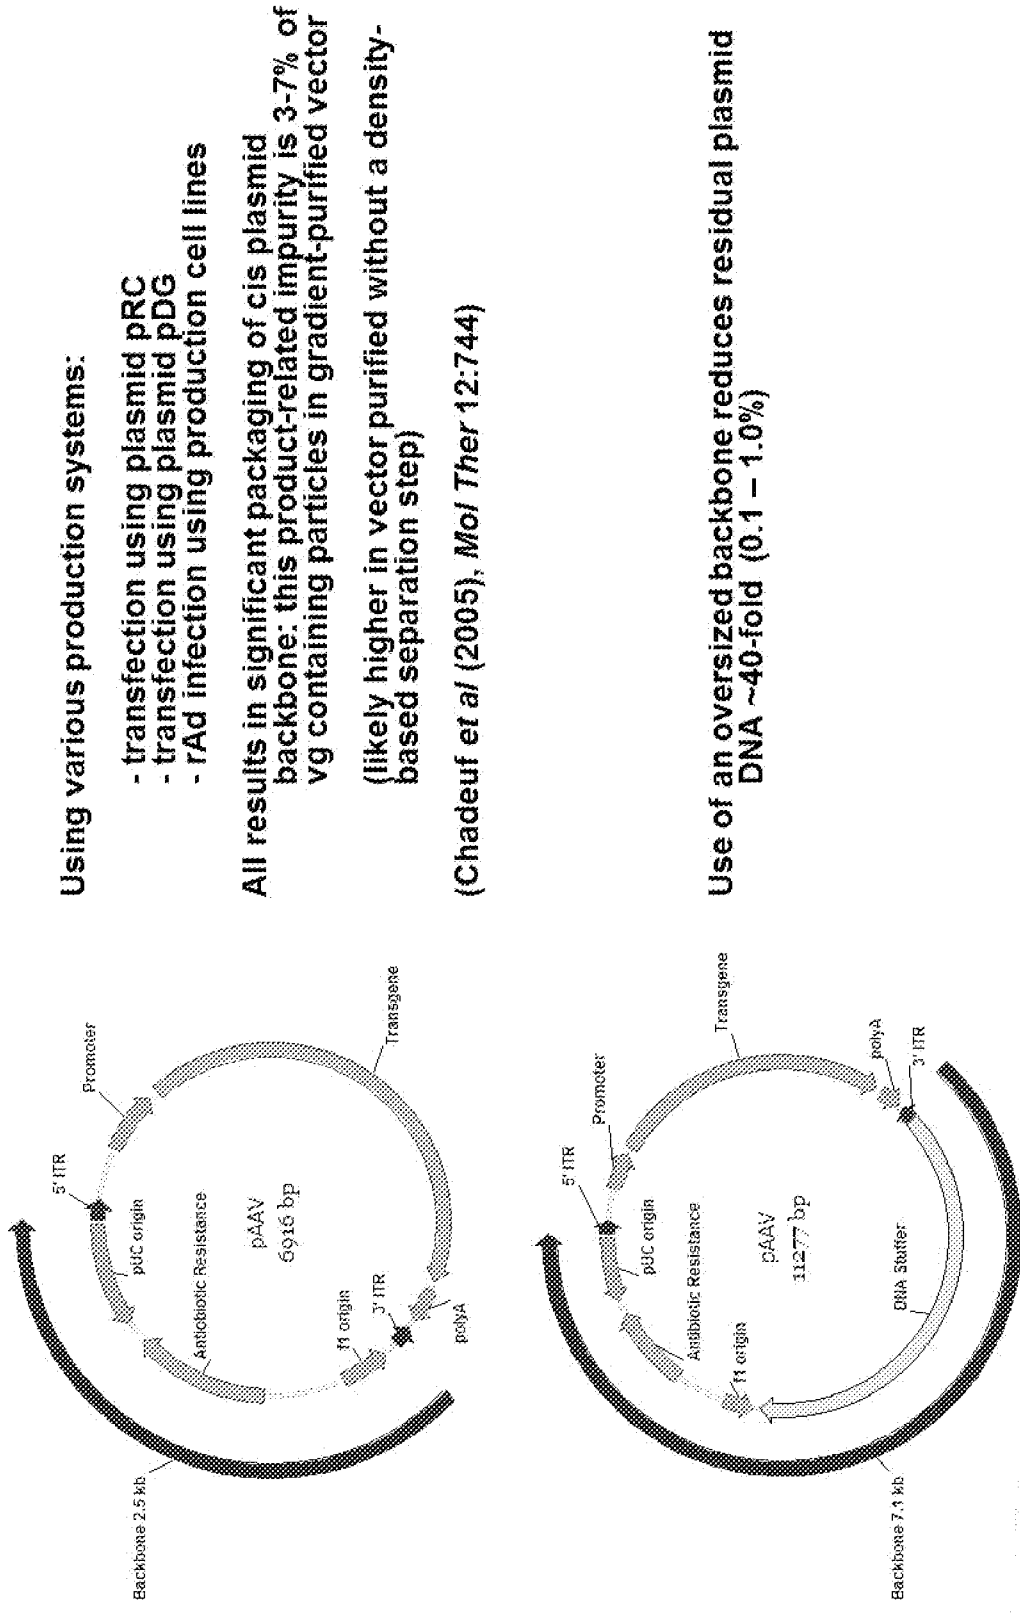 Using various production systems:
- transfection using plasmid pRC
- transfection using plasmid pDG
- rAd infection using production cell lines
All results in significant packaging of cis plasmid
backbone: this product-related impurity is 3-7% of
vg containing particles in gradient-purified vector
(likely higher in vector purified without a density-
based separation step)
(Chadeuf et al (2005), Mol Ther 12:744)
Backbone 2.5 kb
5' ITR
Promoter
pUC origin
Antiobiotic Resistance
pAAV
6916 bp
f1 origin
3' ITR
polyA
Transgene
Use of an oversized backbone reduces residual plasmid
DNA ~40-fold (0.1 – 1.0%)
5' ITR
Promoter
pUC origin
Antibiotic Resistance
f1 origin
pAAV
11277 bp
Transgene
polyA
3' ITR
DNA Stuffer
Backbone 7.1 kb